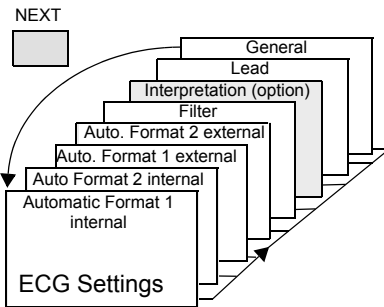 NEXT
General
Lead
Interpretation (option)
Filter
Auto. Format 2 external
Auto. Format 1 external
Auto Format 2 internal
Automatic Format 1
internal
ECG Settings